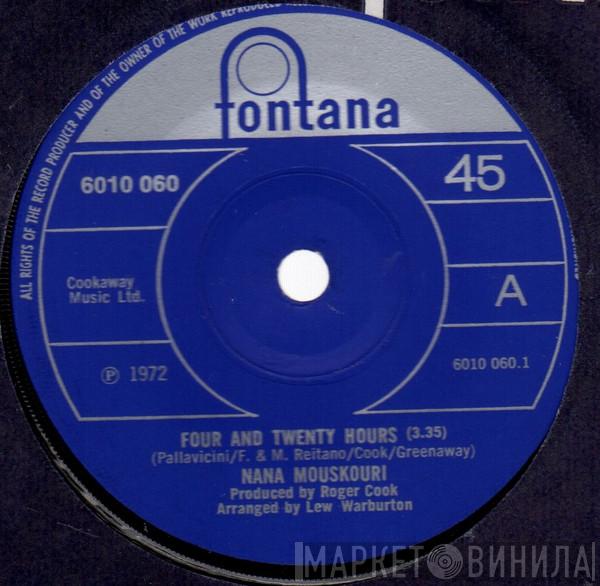 ALL RIGHTS OF THE RECORD PRODUCER AND OF THE OWNER OF THE WORK REPRODUCED
fontana
6010 060
45
Cookaway
Music Ltd.
A
℗ 1972
6010 060.1
FOUR AND TWENTY HOURS (3.35)
(Pallavicini/F. & M. Reitano/Cook/Greenaway)
NANA MOUSKOURI
Produced by Roger Cook
Arranged by Lew Warburton
МАРКЕТ ВИНИЛА